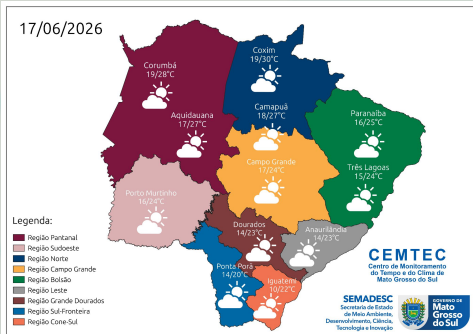 17/06/2026
Coxim
19/30°C
Corumbá
19/28°C
Camapuã
18/27°C
Aquidauana
17/27°C
Paranaíba
16/25°C
Campo Grande
17/24°C
Três Lagoas
15/24°C
Porto Murtinho
16/24°C
Dourados
14/23°C
Anaurilândia
14/23°C
Ponta Porã
14/20°C
Iguatemi
10/22°C
Legenda:
Região Pantanal
Região Sudoeste
Região Norte
Região Campo Grande
Região Bolsão
Região Leste
Região Grande Dourados
Região Sul-Fronteira
Região Cone-Sul
CEMTEC
Centro de Monitoramento
do Tempo e do Clima de
Mato Grosso do Sul
SEMADESC
Secretaria de Estado
de Meio Ambiente,
Desenvolvimento, Ciência,
Tecnologia e Inovação
GOVERNO DE
Mato
Grosso
do Sul